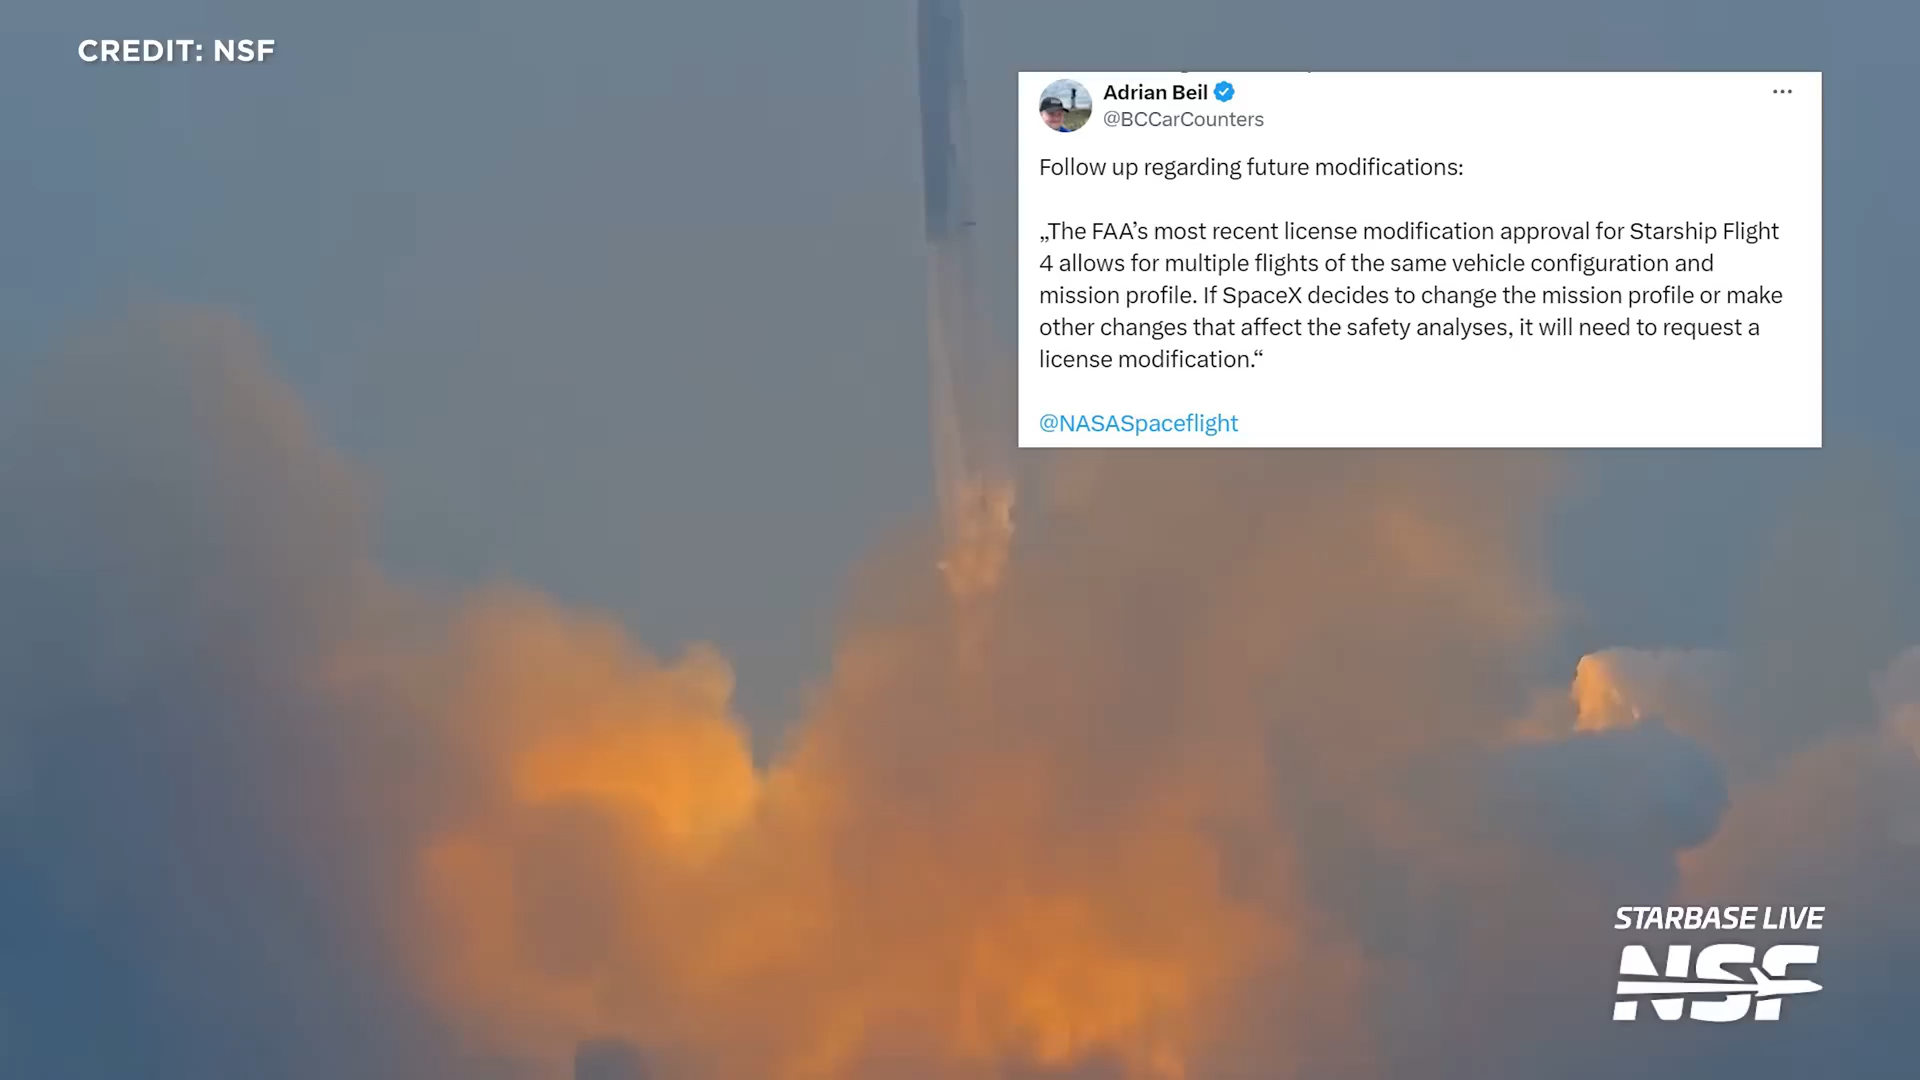 CREDIT: NSF
Adrian Beil
@BCCarCounters
Follow up regarding future modifications:
„The FAA’s most recent license modification approval for Starship Flight
4 allows for multiple flights of the same vehicle configuration and
mission profile. If SpaceX decides to change the mission profile or make
other changes that affect the safety analyses, it will need to request a
license modification.“
@NASASpaceflight
STARBASE LIVE
NSF